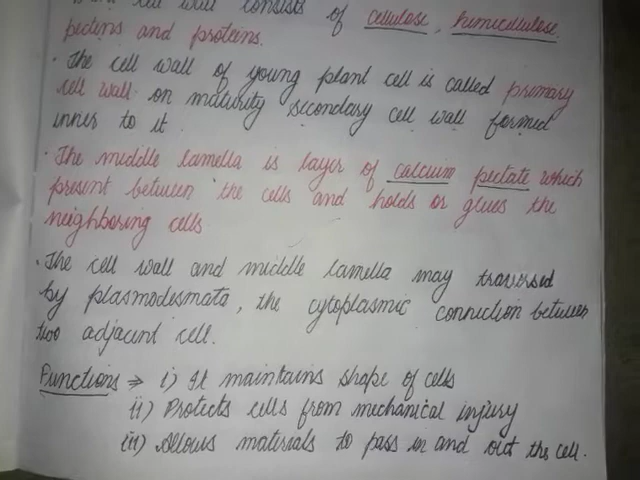 cell wall consists of cellulose, hemicellulose
pectins and proteins.
· The cell wall of young plant cell is called primary
cell wall on maturity secondary cell wall formed
inner to it
· The middle lamella is layer of calcium pectate which
present between the cells and holds or glues the
neighboring cells
· The cell wall and middle lamella may traversed
by plasmodesmata, the cytoplasmic connection between
two adjacent cell.
Functions ⇒ i) It maintains shape of cells
ii) Protects cells from mechanical injury
iii) Allows materials to pass in and out the cell.